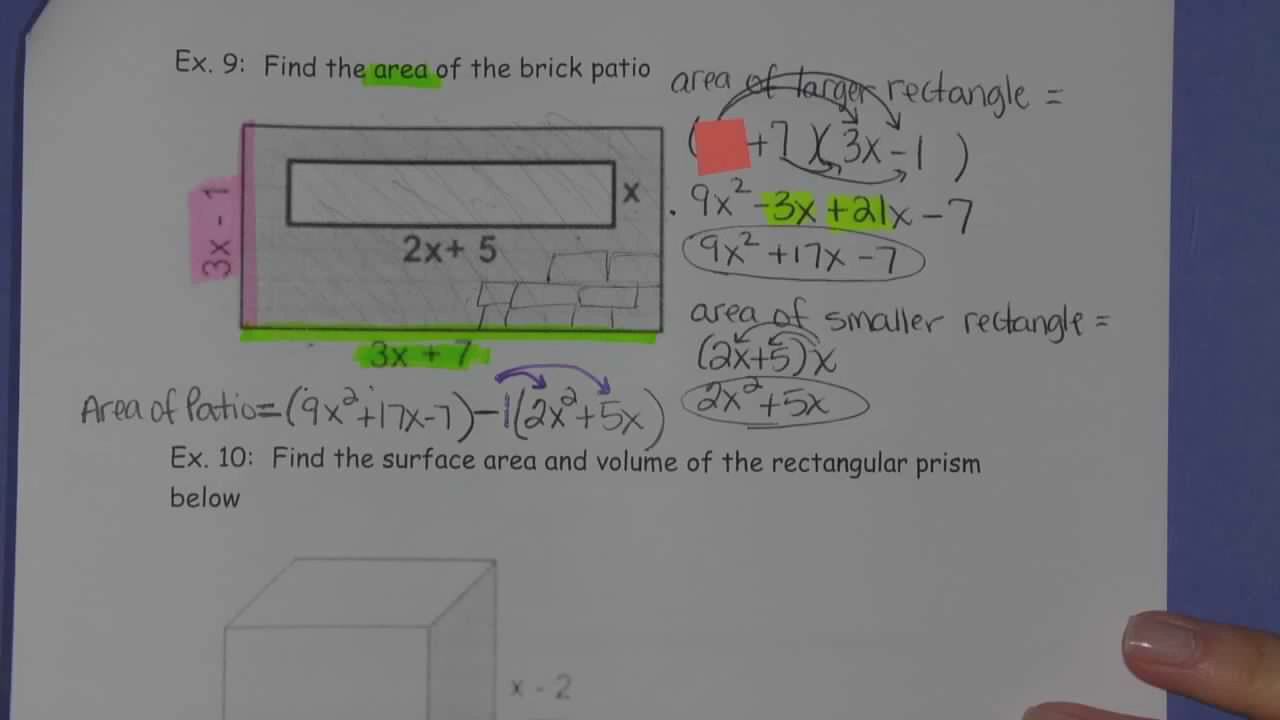 Ex. 9: Find the area of the brick patio
area of larger rectangle =
+7)(3x-1)
9x² -3x +21x -7
9x² +17x -7
3x - 1
x
2x+ 5
3x + 7
area of smaller rectangle =
(2x+5)x
2x² +5x
Area of Patio=(9x²+17x-7)-1(2x²+5x)
Ex. 10: Find the surface area and volume of the rectangular prism
below
x - 2